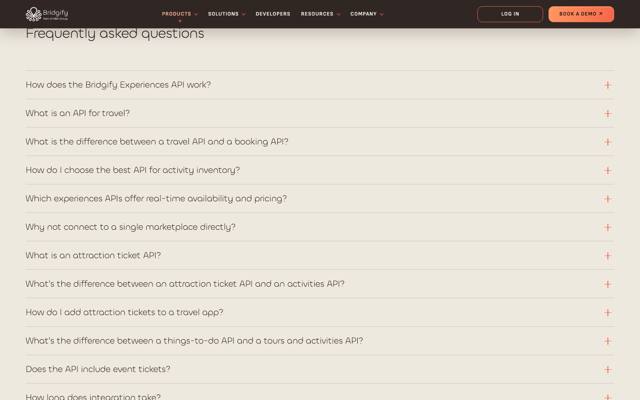 Bridgify
PRODUCTS
SOLUTIONS
DEVELOPERS
RESOURCES
COMPANY
LOG IN
BOOK A DEMO
Frequently asked questions
How does the Bridgify Experiences API work?
What is an API for travel?
What is the difference between a travel API and a booking API?
How do I choose the best API for activity inventory?
Which experiences APIs offer real-time availability and pricing?
Why not connect to a single marketplace directly?
What is an attraction ticket API?
What's the difference between an attraction ticket API and an activities API?
How do I add attraction tickets to a travel app?
What's the difference between a things-to-do API and a tours and activities API?
Does the API include event tickets?
How long does integration take?